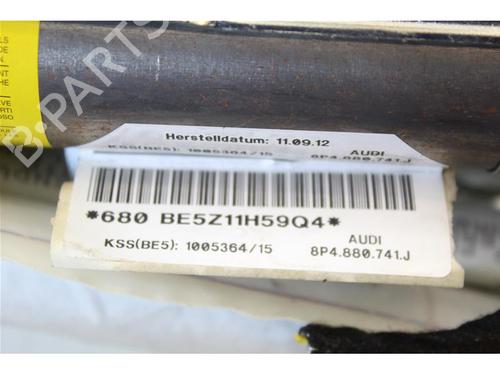 B-PARTS
Herstelldatum: 11.09.12
AUDI
KSS(BE5): 1005364/15
8P4.880.741.J
*680 BE5Z11H59Q4*
KSS(BE5): 1005364/15
AUDI
8P4.880.741.J